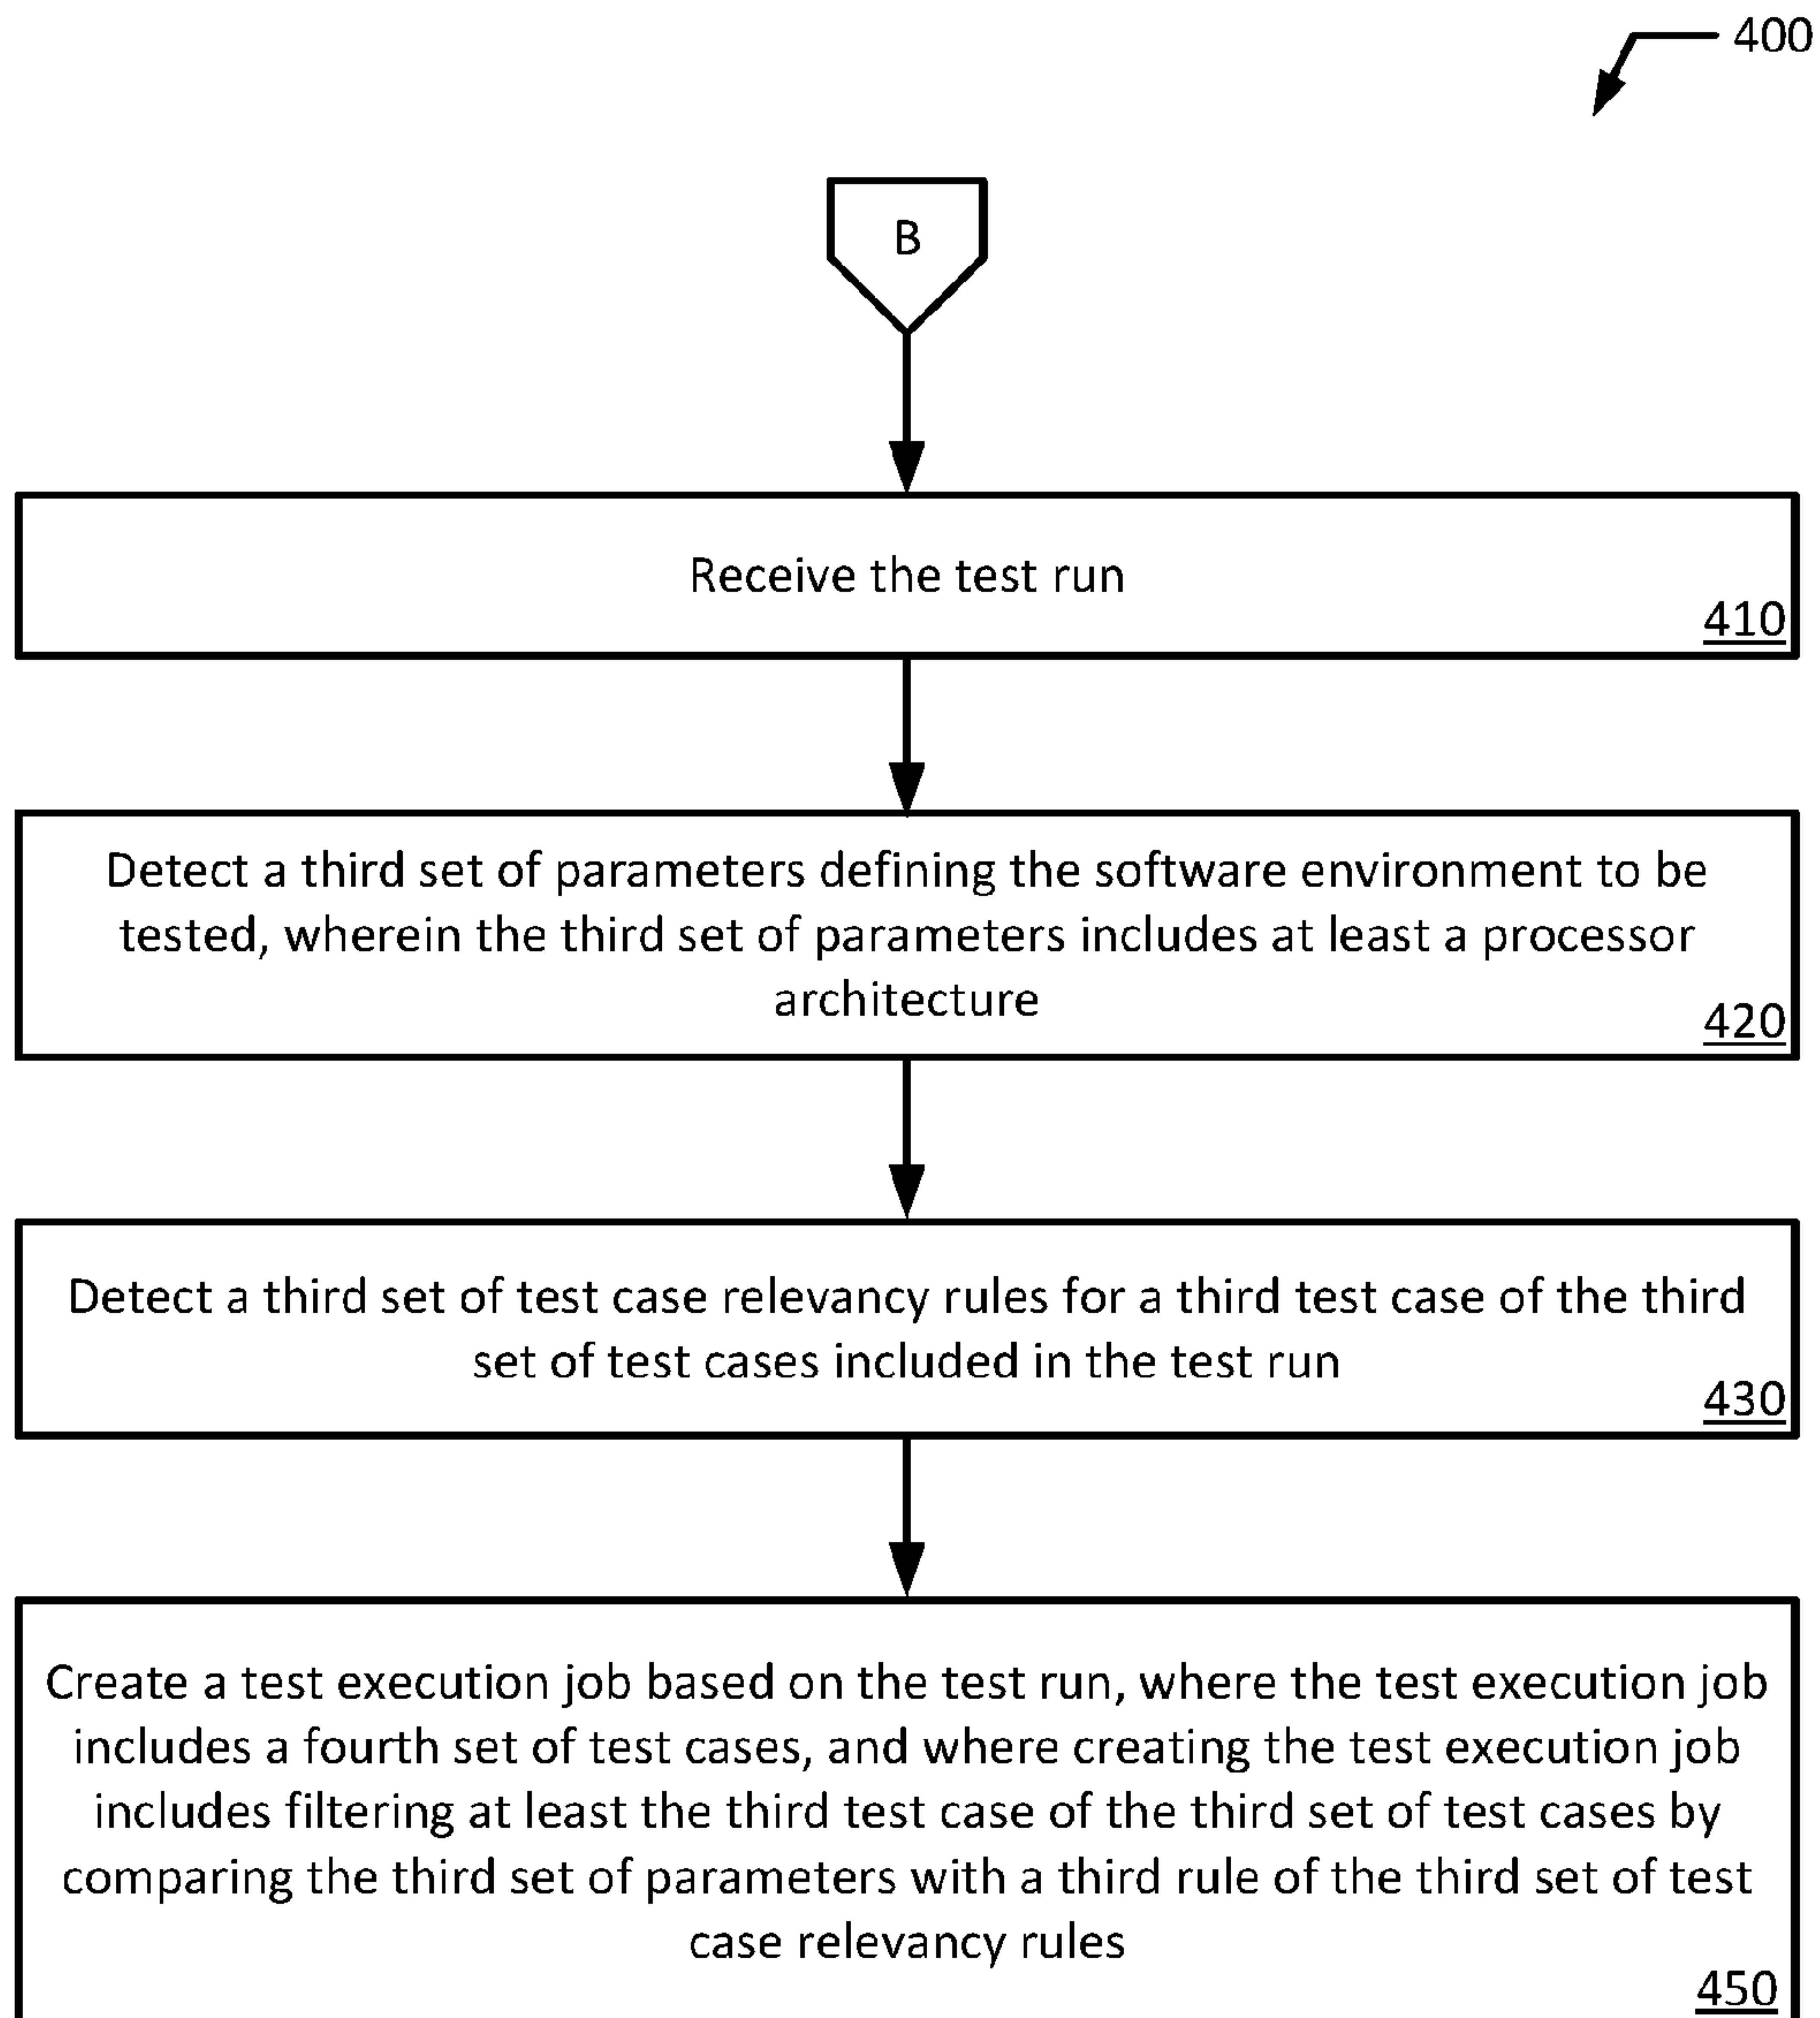 400
B
Receive the test run
410
Detect a third set of parameters defining the software environment to be
tested, wherein the third set of parameters includes at least a processor
architecture
420
Detect a third set of test case relevancy rules for a third test case of the third
set of test cases included in the test run
430
Create a test execution job based on the test run, where the test execution job
includes a fourth set of test cases, and where creating the test execution job
includes filtering at least the third test case of the third set of test cases by
comparing the third set of parameters with a third rule of the third set of test
case relevancy rules
450